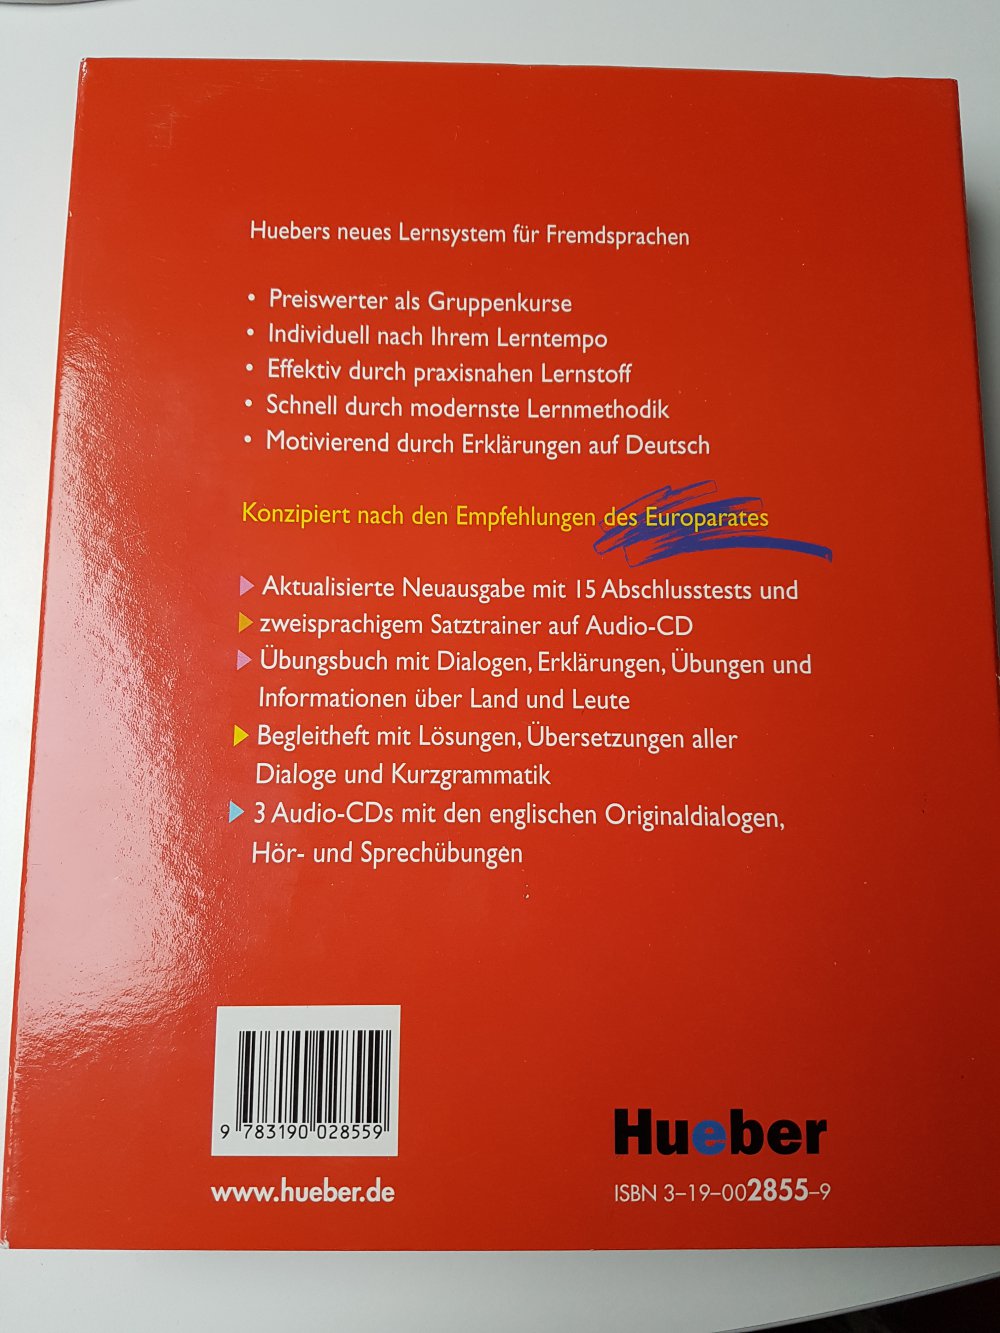 Huebers neues Lernsystem für Fremdsprachen
• Preiswerter als Gruppenkurse
• Individuell nach Ihrem Lerntempo
• Effektiv durch praxisnahen Lernstoff
• Schnell durch modernste Lernmethodik
• Motivierend durch Erklärungen auf Deutsch
Konzipiert nach den Empfehlungen des Europarates
Aktualisierte Neuausgabe mit 15 Abschlusstests und
zweisprachigem Satztrainer auf Audio-CD
Übungsbuch mit Dialogen, Erklärungen, Übungen und
Informationen über Land und Leute
Begleitheft mit Lösungen, Übersetzungen aller
Dialoge und Kurzgrammatik
3 Audio-CDs mit den englischen Originaldialogen,
Hör- und Sprechübungen
9 783190 028559
www.hueber.de
Hueber
ISBN 3–19–002855–9